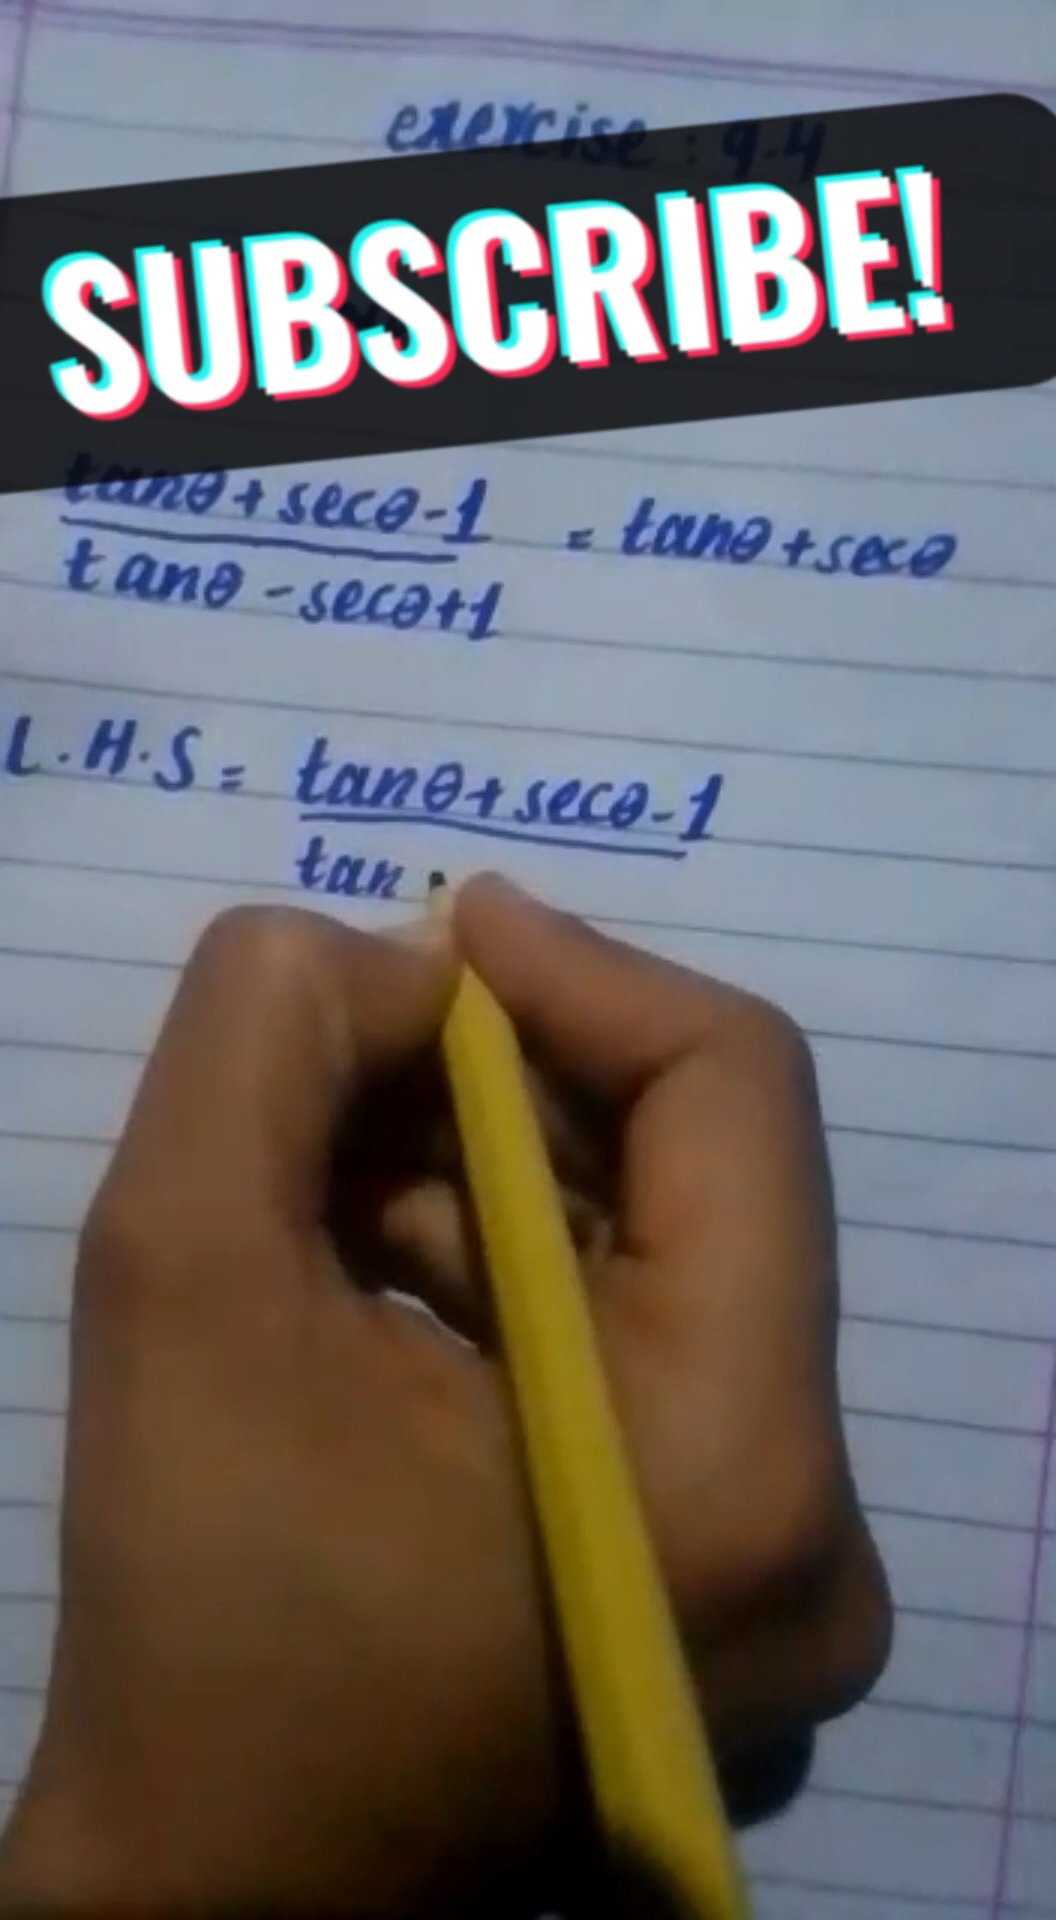 exercise : 9.4
SUBSCRIBE!
tanθ + secθ - 1 = tanθ + secθ
tanθ - secθ + 1
L.H.S = tanθ + secθ - 1
tan